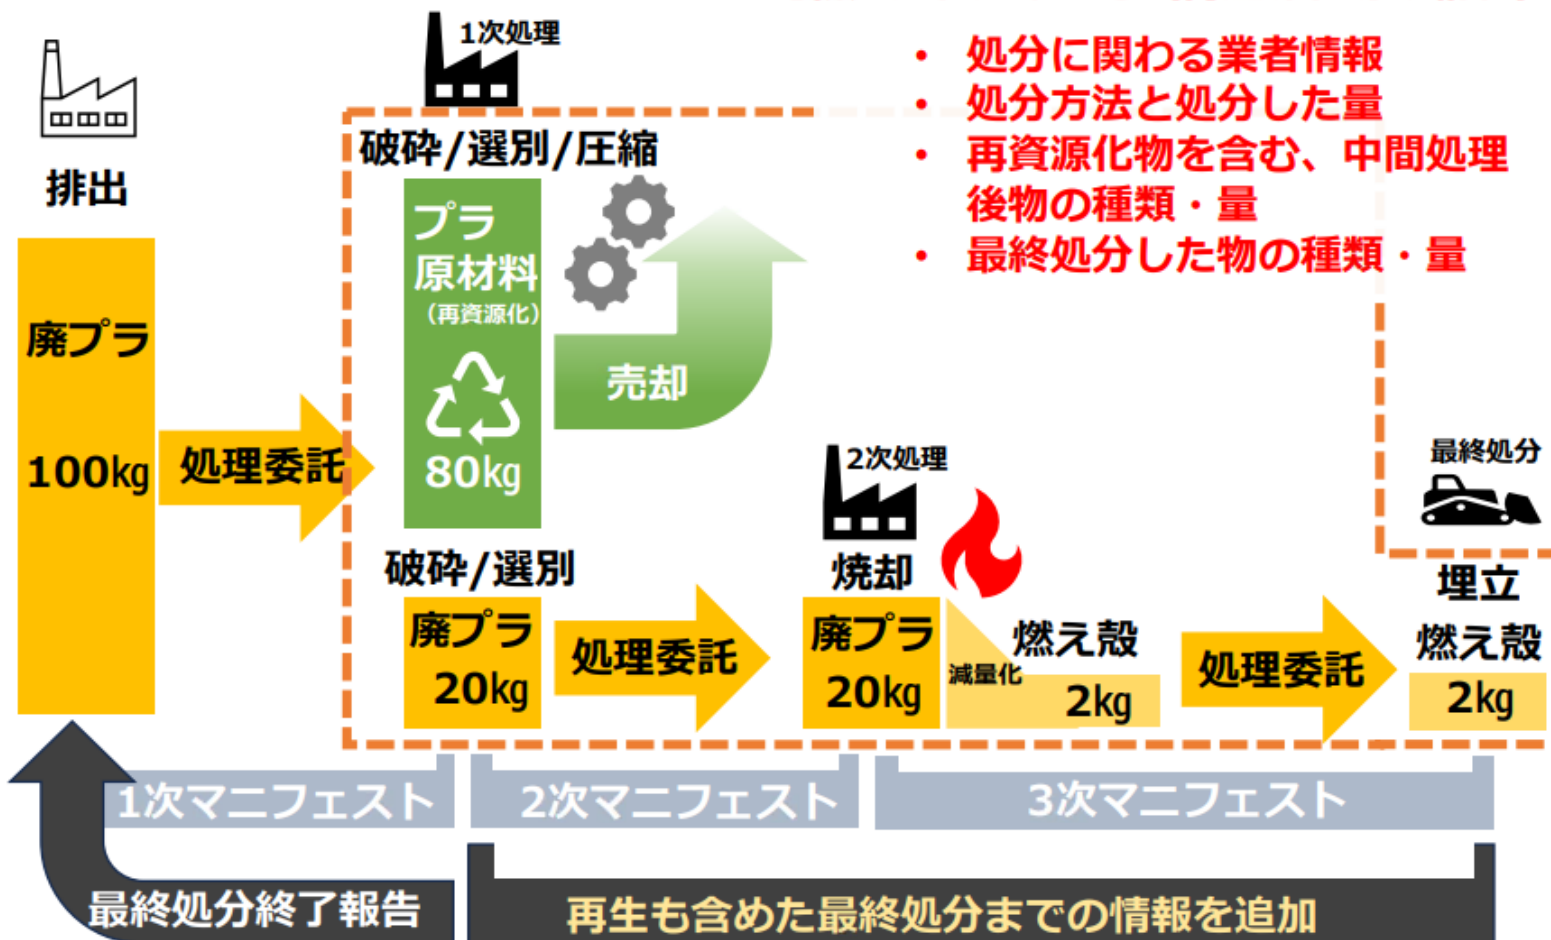 1次処理
・ 処分に関わる業者情報
・ 処分方法と処分した量
・ 再資源化物を含む、中間処理
後物の種類・量
・ 最終処分した物の種類・量
排出
破砕/選別/圧縮
プラ
原材料
（再資源化）
80kg
売却
廃プラ
100kg
処理委託
2次処理
最終処分
破砕/選別
廃プラ
20kg
処理委託
焼却
廃プラ
20kg
減量化
燃え殻
2kg
処理委託
埋立
燃え殻
2kg
1次マニフェスト
2次マニフェスト
3次マニフェスト
最終処分終了報告
再生も含めた最終処分までの情報を追加